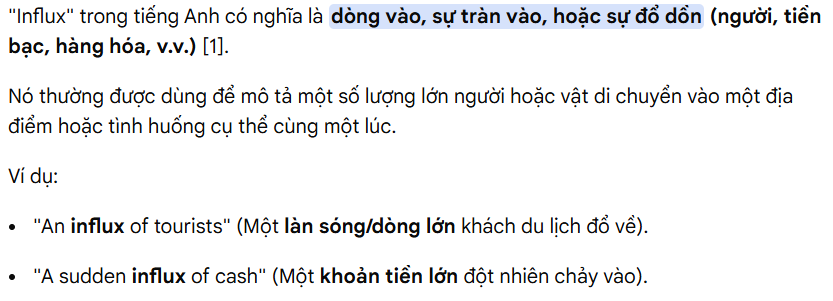 "Influx" trong tiếng Anh có nghĩa là dòng vào, sự tràn vào, hoặc sự đổ dồn (người, tiền
bạc, hàng hóa, v.v.) [1].
Nó thường được dùng để mô tả một số lượng lớn người hoặc vật di chuyển vào một địa
điểm hoặc tình huống cụ thể cùng một lúc.
Ví dụ:
• "An influx of tourists" (Một làn sóng/dòng lớn khách du lịch đổ về).
• "A sudden influx of cash" (Một khoản tiền lớn đột nhiên chảy vào).